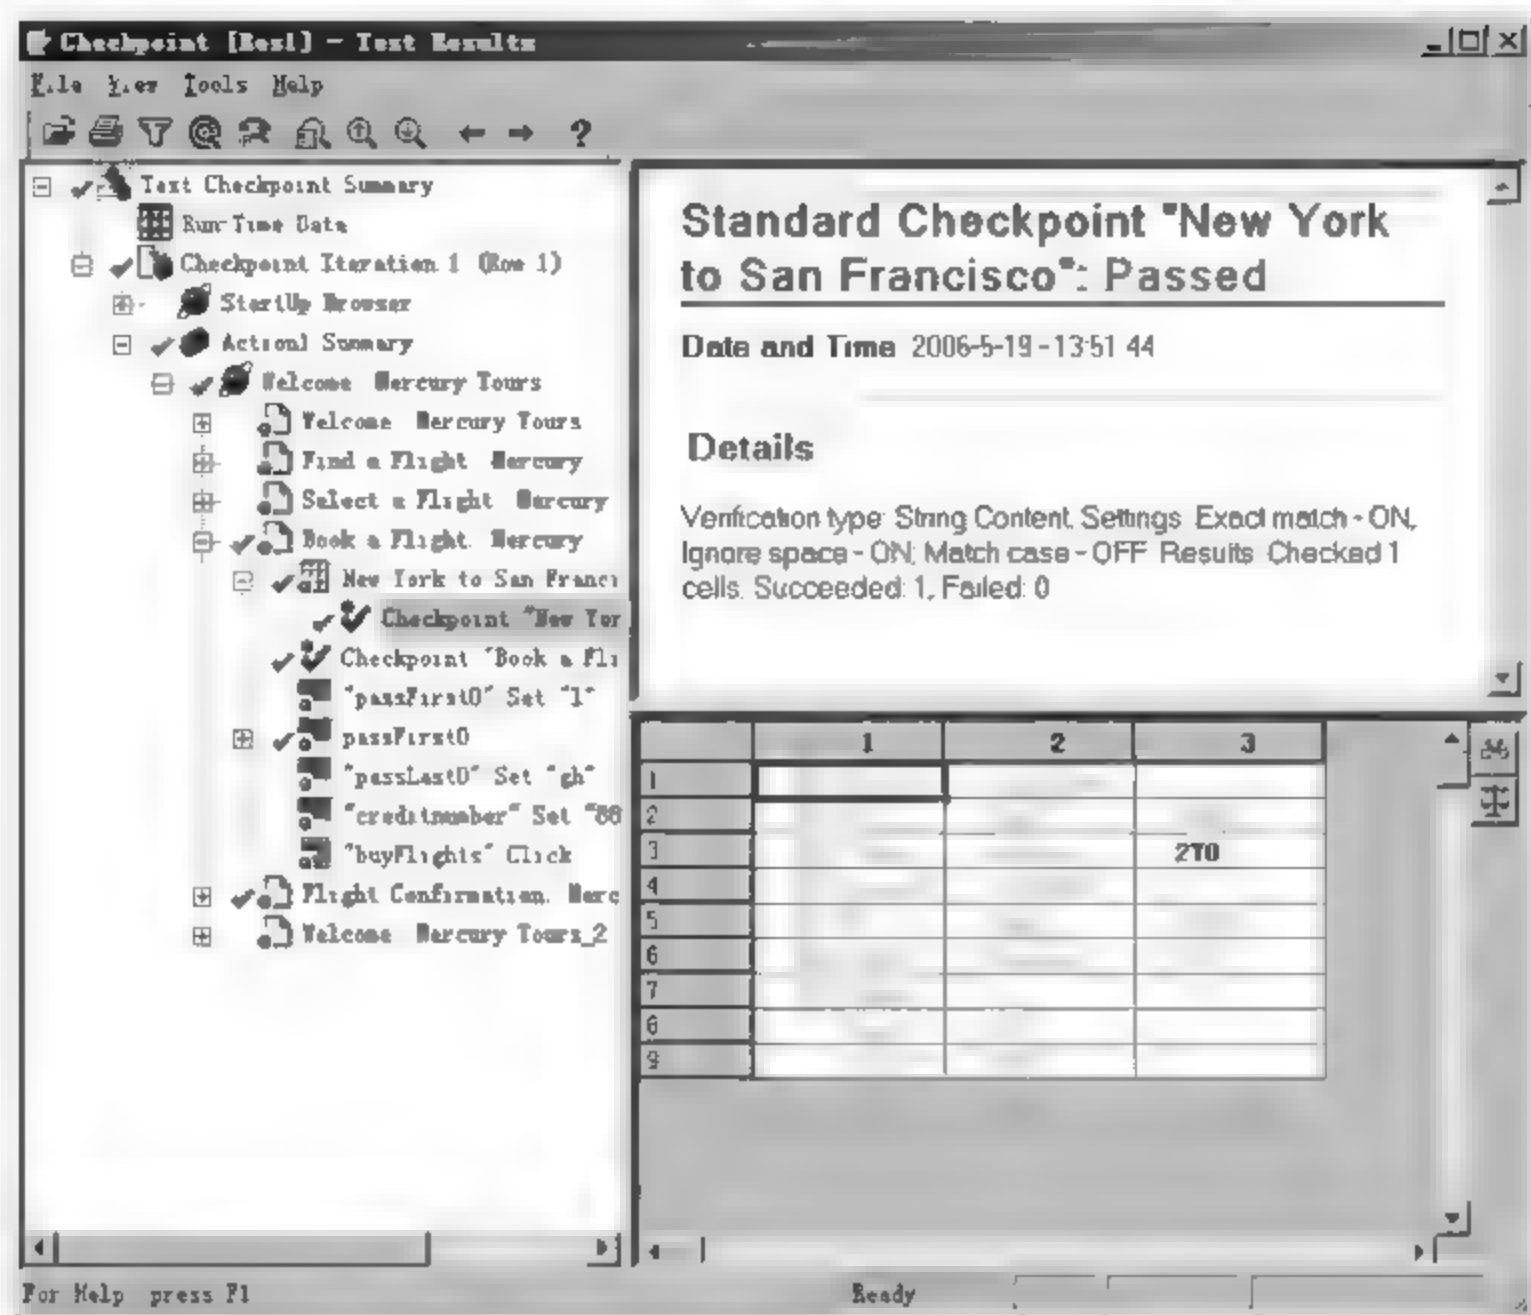 Checkpoint [Res1] - Test Results
File View Tools Help
Test Checkpoint Summary
Run-Time Data
Checkpoint Iteration 1 (Row 1)
StartUp Browser
Action1 Summary
Welcome Mercury Tours
Welcome Mercury Tours
Find a Flight Mercury
Select a Flight Mercury
Book a Flight. Mercury
New York to San Franci
Checkpoint "New Yor
Checkpoint "Book a Fli
"passFirst0" Set "1"
passFirst0
"passLast0" Set "gh"
"creditnumber" Set "88
"buyFlights" Click
Flight Confirmation. Merc
Welcome Mercury Tours_2
Standard Checkpoint "New York
to San Francisco": Passed
Date and Time 2006-5-19 - 13:51 44
Details
Verification type: String Content. Settings Exact match - ON,
Ignore space - ON; Match case - OFF Results Checked 1
cells. Succeeded: 1, Failed: 0
1 2 3
1
2
3 270
4
5
6
7
8
9
For Help press F1 Ready